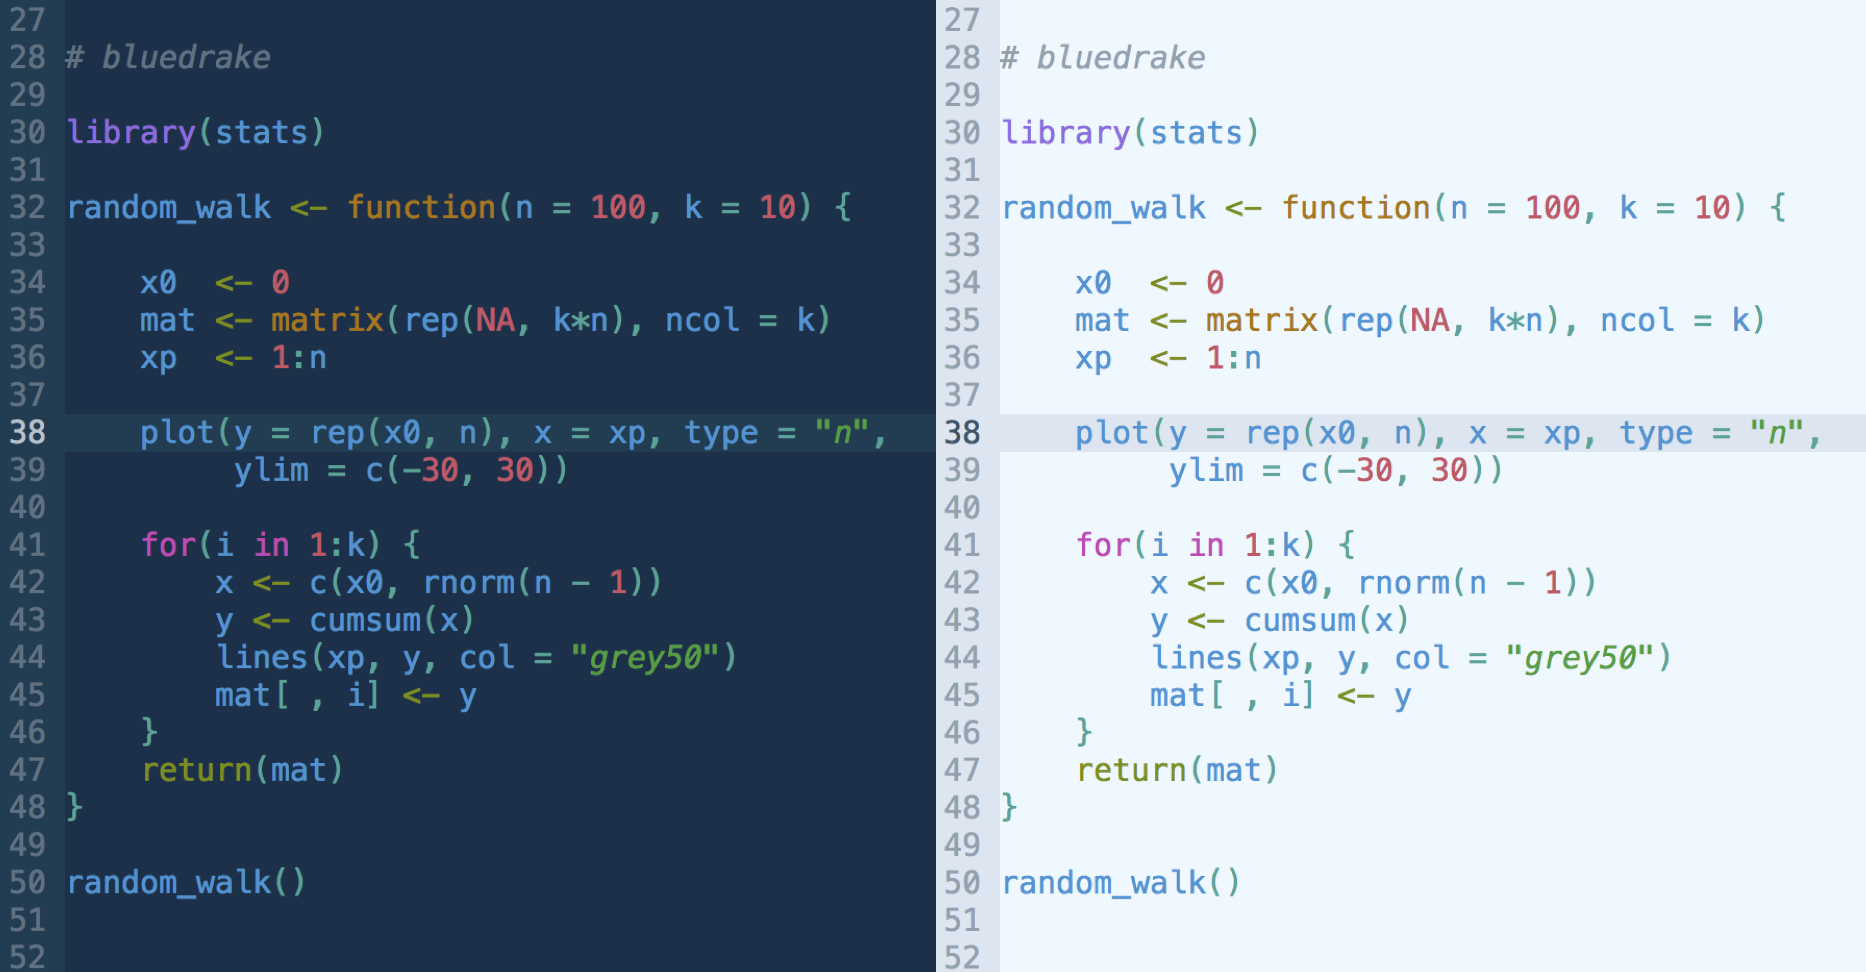 27
28 # bluedrake
29
30 library(stats)
31
32 random_walk <- function(n = 100, k = 10) {
33
34     x0  <- 0
35     mat <- matrix(rep(NA, k*n), ncol = k)
36     xp  <- 1:n
37
38     plot(y = rep(x0, n), x = xp, type = "n",
39          ylim = c(-30, 30))
40
41     for(i in 1:k) {
42         x <- c(x0, rnorm(n - 1))
43         y <- cumsum(x)
44         lines(xp, y, col = "grey50")
45         mat[ , i] <- y
46     }
47     return(mat)
48 }
49
50 random_walk()
51
52
27
28 # bluedrake
29
30 library(stats)
31
32 random_walk <- function(n = 100, k = 10) {
33
34     x0  <- 0
35     mat <- matrix(rep(NA, k*n), ncol = k)
36     xp  <- 1:n
37
38     plot(y = rep(x0, n), x = xp, type = "n",
39          ylim = c(-30, 30))
40
41     for(i in 1:k) {
42         x <- c(x0, rnorm(n - 1))
43         y <- cumsum(x)
44         lines(xp, y, col = "grey50")
45         mat[ , i] <- y
46     }
47     return(mat)
48 }
49
50 random_walk()
51
52